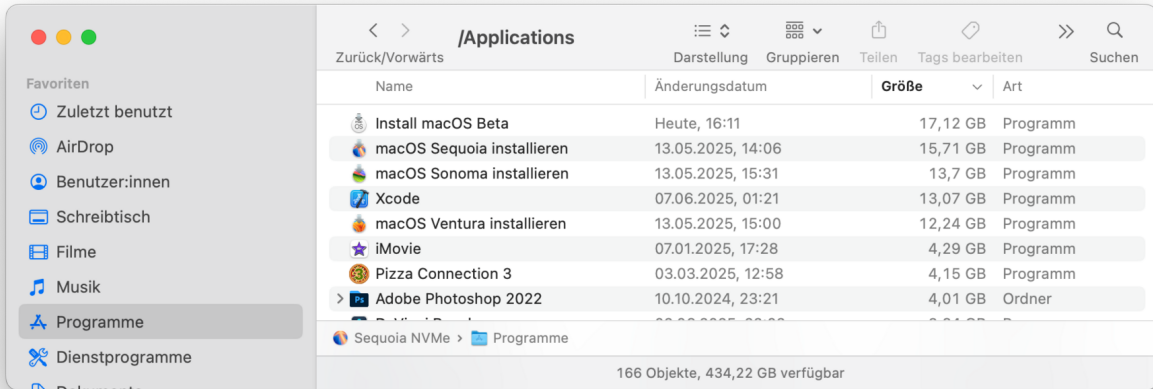 /Applications
Zurück/Vorwärts
Darstellung Gruppieren Teilen Tags bearbeiten Suchen
Favoriten
Zuletzt benutzt
AirDrop
Benutzer:innen
Schreibtisch
Filme
Musik
Programme
Dienstprogramme
Name Änderungsdatum Größe Art
Install macOS Beta Heute, 16:11 17,12 GB Programm
macOS Sequoia installieren 13.05.2025, 14:06 15,71 GB Programm
macOS Sonoma installieren 13.05.2025, 15:31 13,7 GB Programm
Xcode 07.06.2025, 01:21 13,07 GB Programm
macOS Ventura installieren 13.05.2025, 15:00 12,24 GB Programm
iMovie 07.01.2025, 17:28 4,29 GB Programm
Pizza Connection 3 03.03.2025, 12:58 4,15 GB Programm
Adobe Photoshop 2022 10.10.2024, 23:21 4,01 GB Ordner
Sequoia NVMe › Programme
166 Objekte, 434,22 GB verfügbar